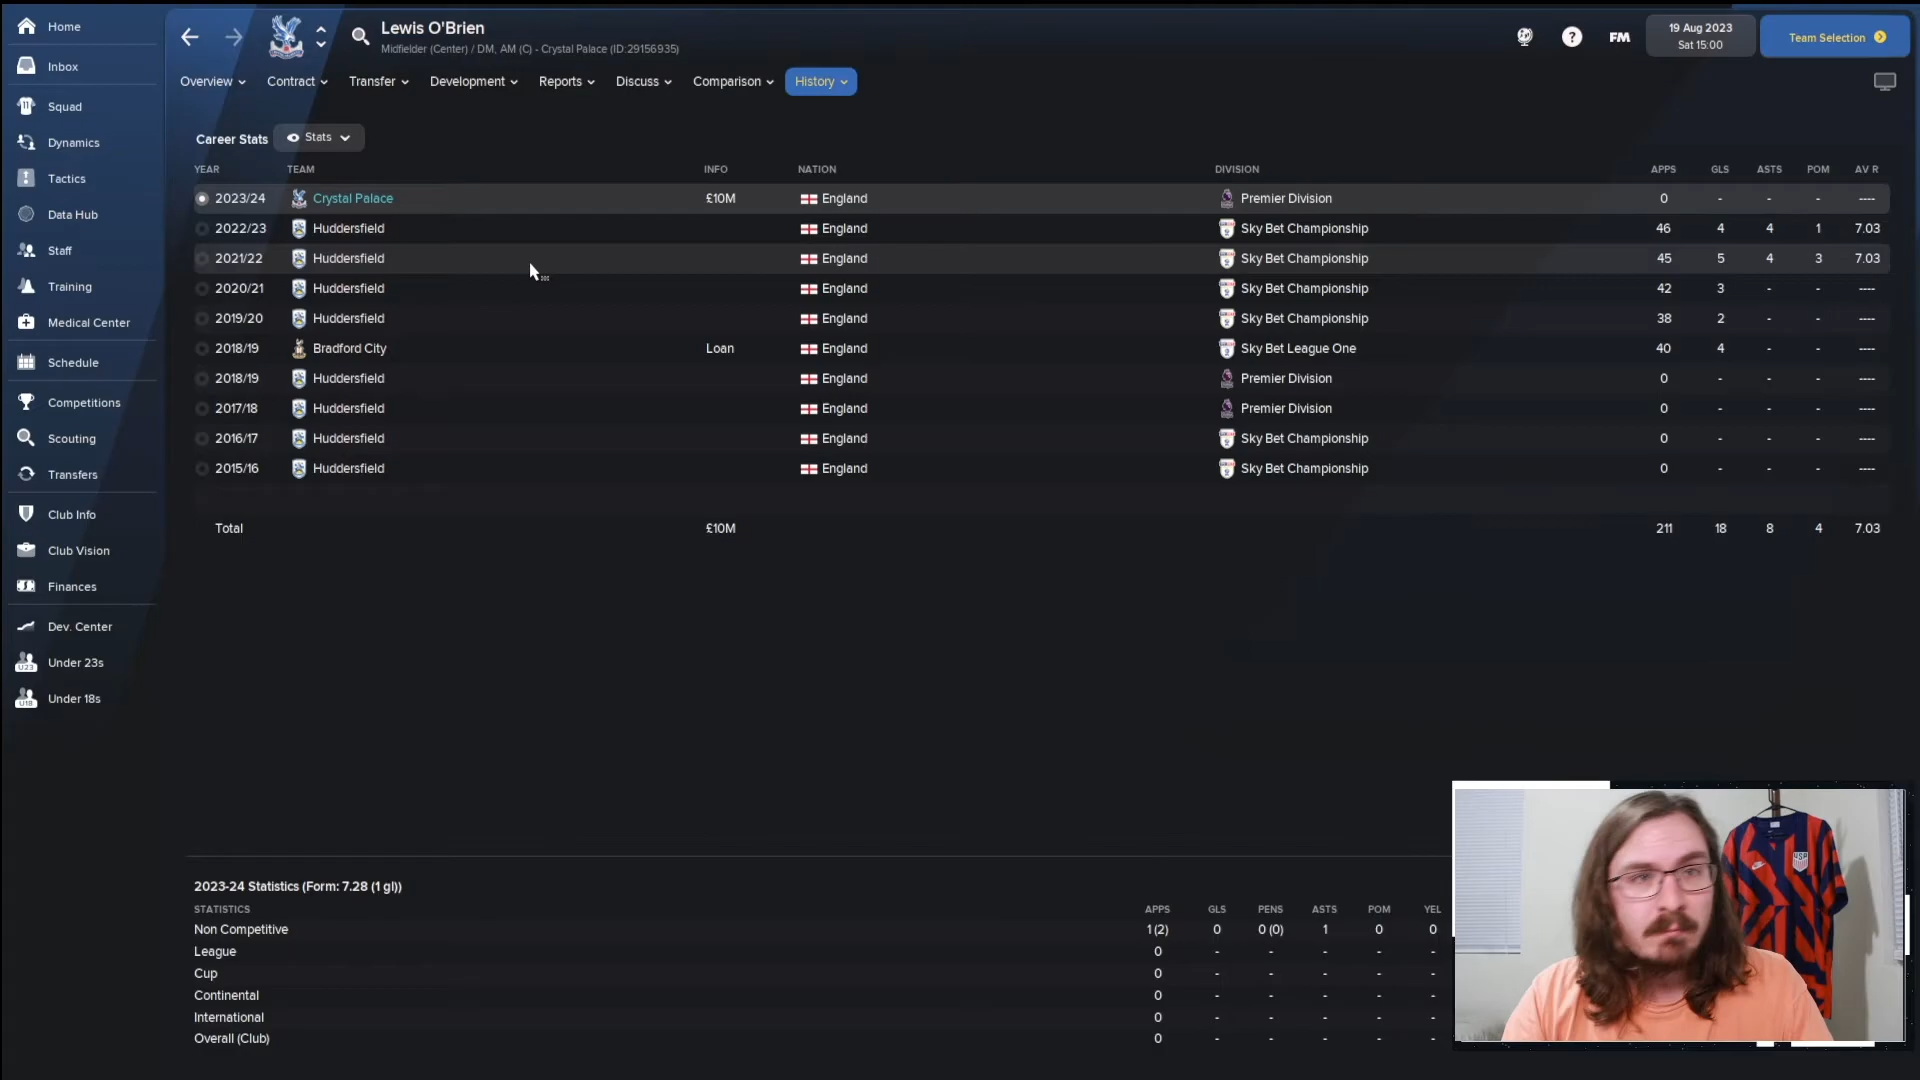 Home
Inbox
Squad
Dynamics
Tactics
Data Hub
Staff
Training
Medical Center
Schedule
Competitions
Scouting
Transfers
Club Info
Club Vision
Finances
Dev. Center
U23 Under 23s
U18 Under 18s
Lewis O'Brien
Midfielder (Center) / DM, AM (C) - Crystal Palace (ID:29156935)
? FM
19 Aug 2023
Sat 15:00
Team Selection
Overview Contract Transfer Development Reports Discuss Comparison History
Career Stats Stats
YEAR TEAM INFO NATION DIVISION APPS GLS ASTS POM AV R
2023/24 Crystal Palace £10M England Premier Division 0 - - - ----
2022/23 Huddersfield England Sky Bet Championship 46 4 4 1 7.03
2021/22 Huddersfield England Sky Bet Championship 45 5 4 3 7.03
2020/21 Huddersfield England Sky Bet Championship 42 3 - - ----
2019/20 Huddersfield England Sky Bet Championship 38 2 - - ----
2018/19 Bradford City Loan England Sky Bet League One 40 4 - - ----
2018/19 Huddersfield England Premier Division 0 - - - ----
2017/18 Huddersfield England Premier Division 0 - - - ----
2016/17 Huddersfield England Sky Bet Championship 0 - - - ----
2015/16 Huddersfield England Sky Bet Championship 0 - - - ----
Total £10M 211 18 8 4 7.03
2023-24 Statistics (Form: 7.28 (1 gl))
STATISTICS APPS GLS PENS ASTS POM YEL
Non Competitive 1 (2) 0 0 (0) 1 0 0
League 0 - - - - -
Cup 0 - - - - -
Continental 0 - - - - -
International 0 - - - - -
Overall (Club) 0 - - - - -